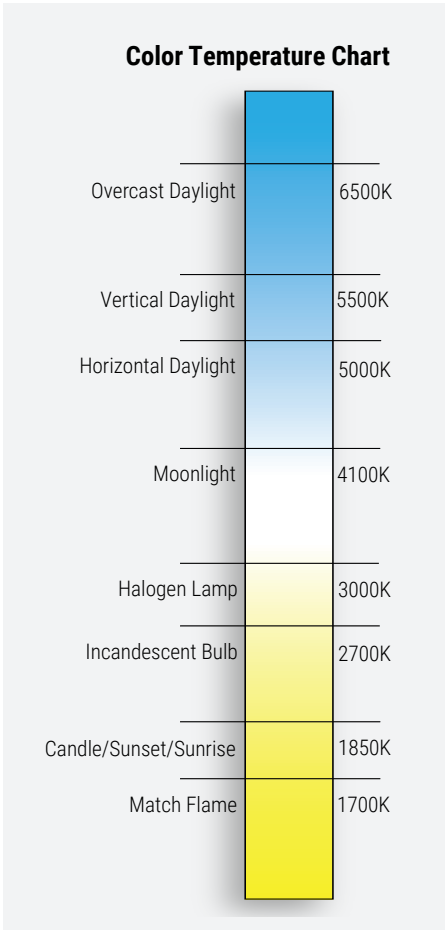 Color Temperature Chart
Overcast Daylight 6500K
Vertical Daylight 5500K
Horizontal Daylight 5000K
Moonlight 4100K
Halogen Lamp 3000K
Incandescent Bulb 2700K
Candle/Sunset/Sunrise 1850K
Match Flame 1700K